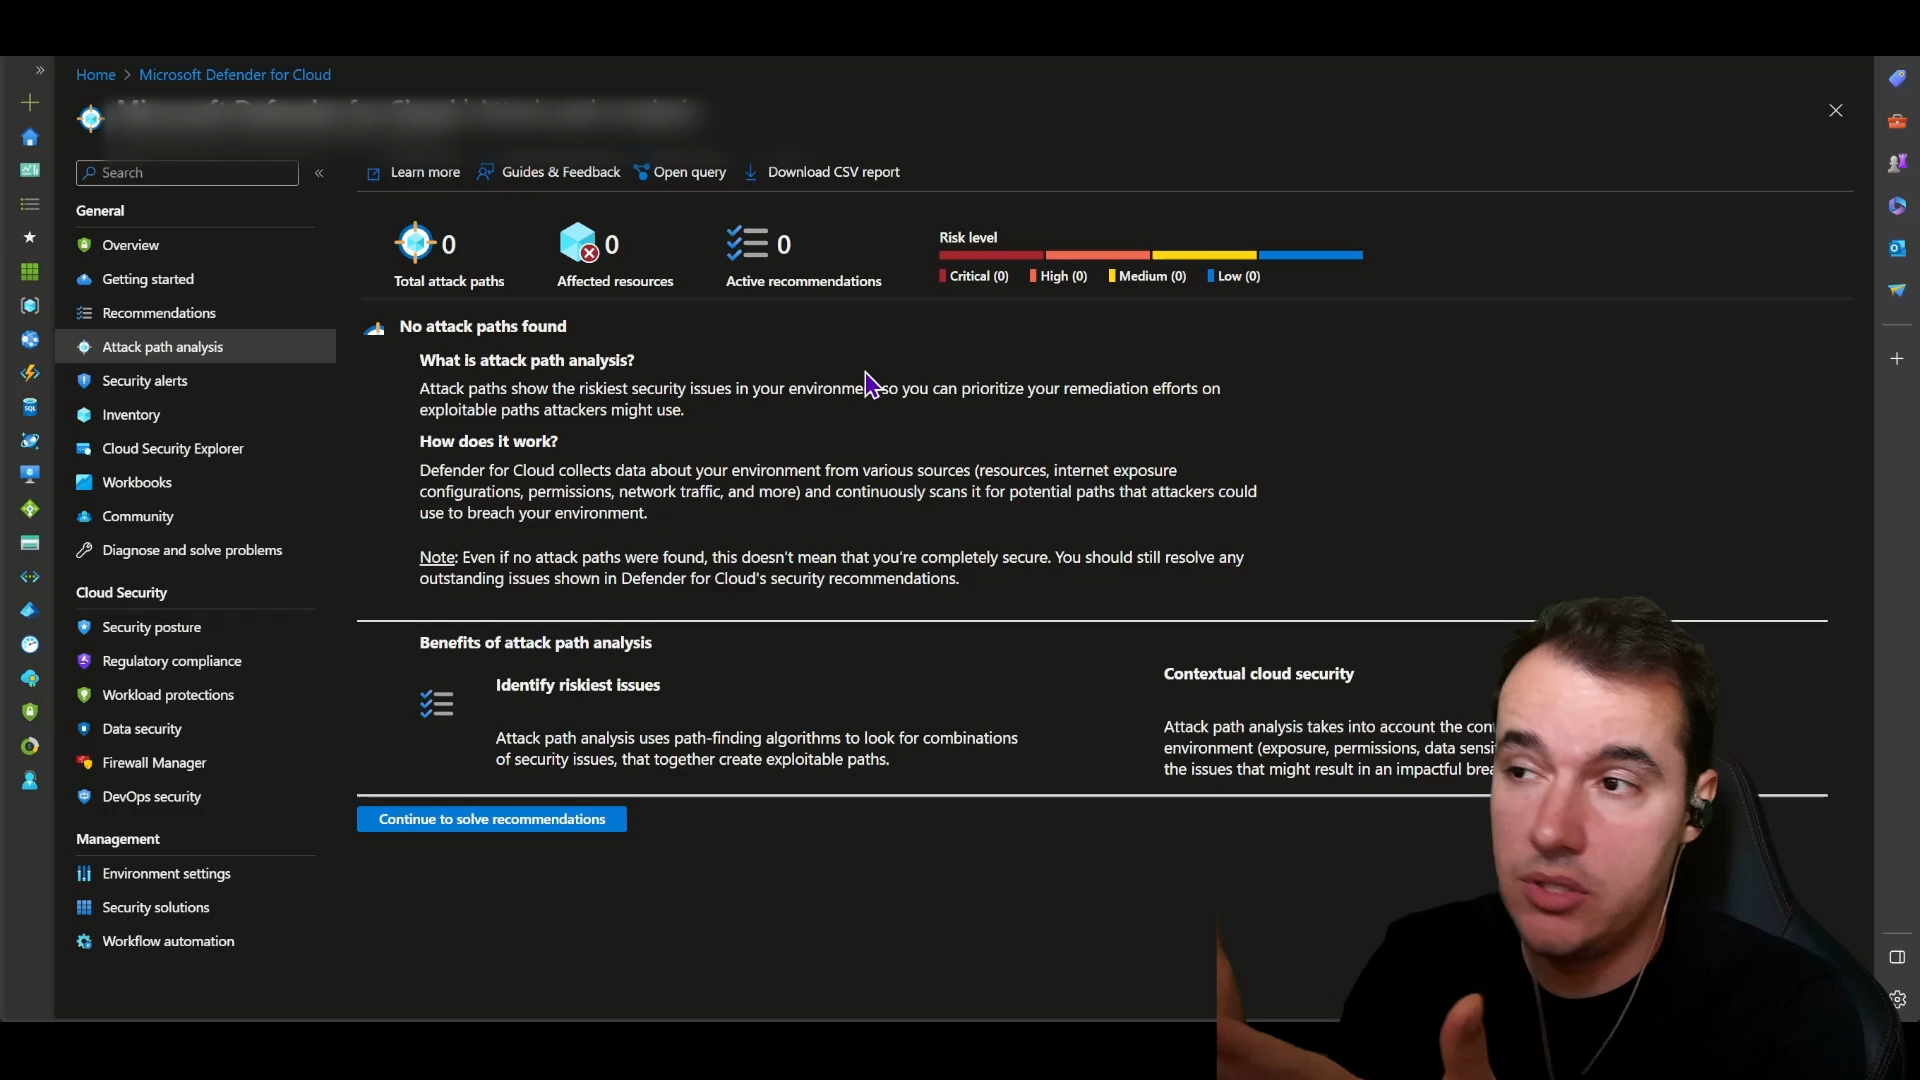 Home > Microsoft Defender for Cloud
Search
Learn more
Guides & Feedback
Open query
Download CSV report
General
Overview
Getting started
Recommendations
Attack path analysis
Security alerts
Inventory
Cloud Security Explorer
Workbooks
Community
Diagnose and solve problems
Cloud Security
Security posture
Regulatory compliance
Workload protections
Data security
Firewall Manager
DevOps security
Management
Environment settings
Security solutions
Workflow automation
0
Total attack paths
0
Affected resources
0
Active recommendations
Risk level
Critical (0)
High (0)
Medium (0)
Low (0)
No attack paths found
What is attack path analysis?
Attack paths show the riskiest security issues in your environme so you can prioritize your remediation efforts on
exploitable paths attackers might use.
How does it work?
Defender for Cloud collects data about your environment from various sources (resources, internet exposure
configurations, permissions, network traffic, and more) and continuously scans it for potential paths that attackers could
use to breach your environment.
Note: Even if no attack paths were found, this doesn't mean that you're completely secure. You should still resolve any
outstanding issues shown in Defender for Cloud's security recommendations.
Benefits of attack path analysis
Identify riskiest issues
Attack path analysis uses path-finding algorithms to look for combinations
of security issues, that together create exploitable paths.
Contextual cloud security
Attack path analysis takes into account the con
environment (exposure, permissions, data sensi
the issues that might result in an impactful brea
Continue to solve recommendations
SQL